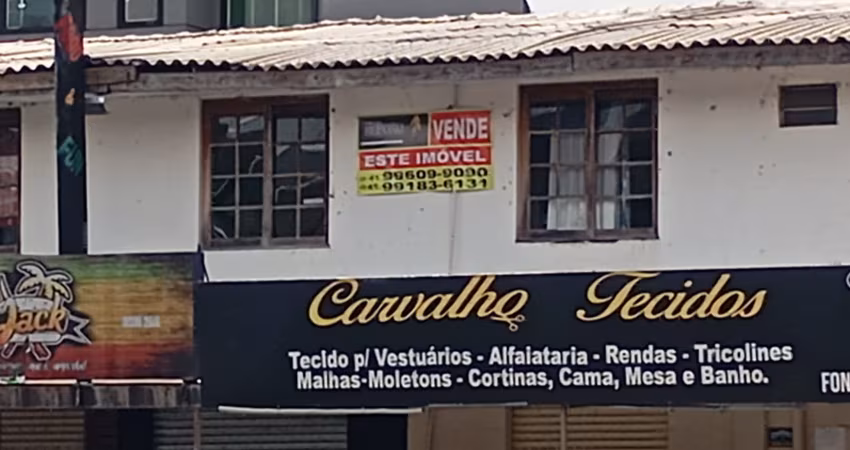 VENDE
ESTE IMÓVEL
99609-9090
99183-6131
Jack
Carvalho Tecidos
Tecido p/ Vestuários - Alfaiataria - Rendas - Tricolines
Malhas-Moletons - Cortinas, Cama, Mesa e Banho.
FON